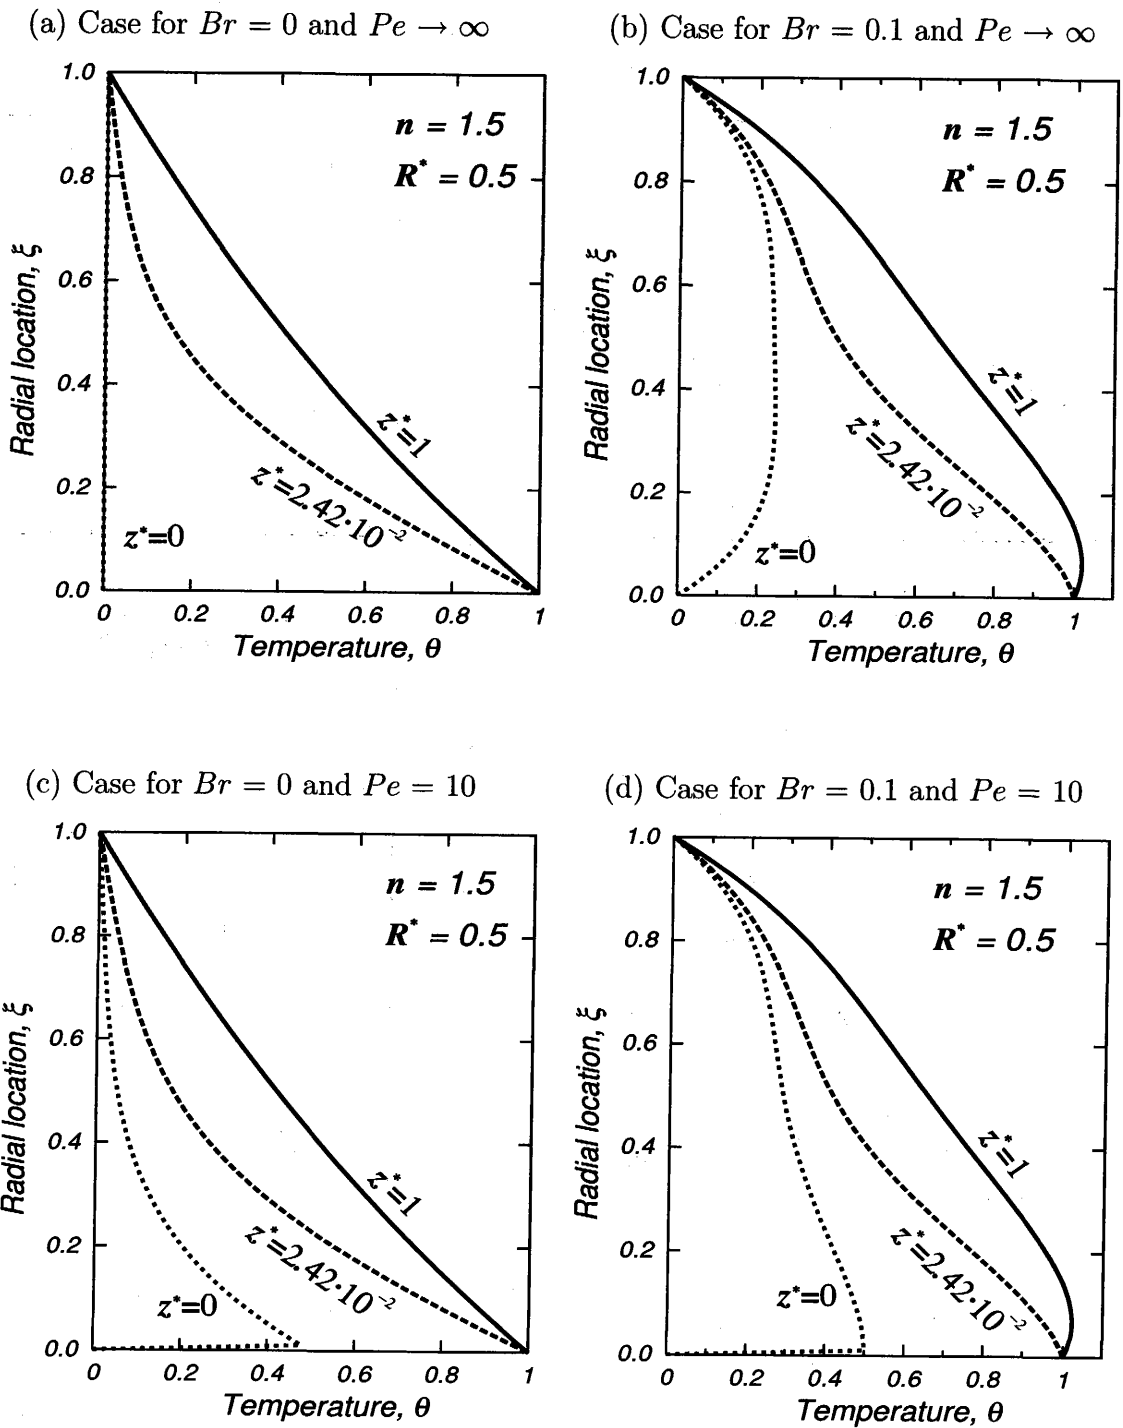 (a) Case for Br = 0 and Pe → ∞
1.0
0.8
0.6
0.4
0.2
0.0
Radial location, ξ
n = 1.5
R* = 0.5
z*=1
z*=2.42·10⁻²
z*=0
0
0.2
0.4
0.6
0.8
1
Temperature, θ
(b) Case for Br = 0.1 and Pe → ∞
1.0
0.8
0.6
0.4
0.2
0.0
Radial location, ξ
n = 1.5
R* = 0.5
z*=1
z*=2.42·10⁻²
z*=0
0
0.2
0.4
0.6
0.8
1
Temperature, θ
(c) Case for Br = 0 and Pe = 10
1.0
0.8
0.6
0.4
0.2
0.0
Radial location, ξ
n = 1.5
R* = 0.5
z*=1
z*=2.42·10⁻²
z*=0
0
0.2
0.4
0.6
0.8
1
Temperature, θ
(d) Case for Br = 0.1 and Pe = 10
1.0
0.8
0.6
0.4
0.2
0.0
Radial location, ξ
n = 1.5
R* = 0.5
z*=1
z*=2.42·10⁻²
z*=0
0
0.2
0.4
0.6
0.8
1
Temperature, θ